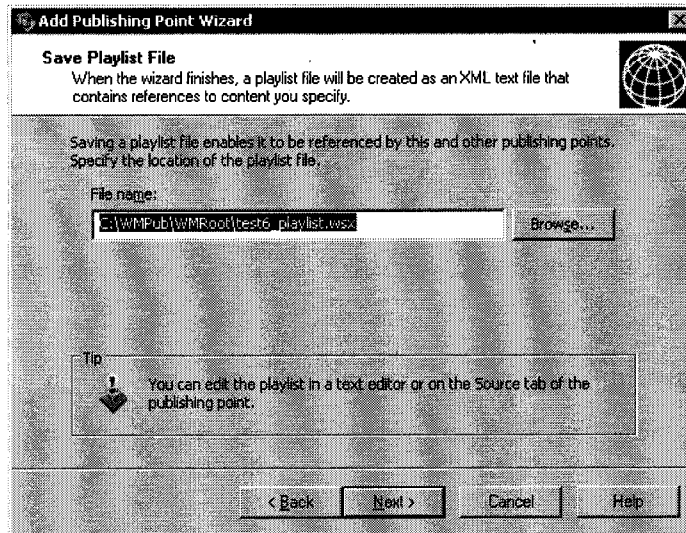 Add Publishing Point Wizard
Save Playlist File
When the wizard finishes, a playlist file will be created as an XML text file that
contains references to content you specify.
Saving a playlist file enables it to be referenced by this and other publishing points.
Specify the location of the playlist file.
File name:
C:\WMPub\WMRoot\test6_playlist.wsx
Browse...
Tip
You can edit the playlist in a text editor or on the Source tab of the
publishing point.
< Back Next > Cancel Help